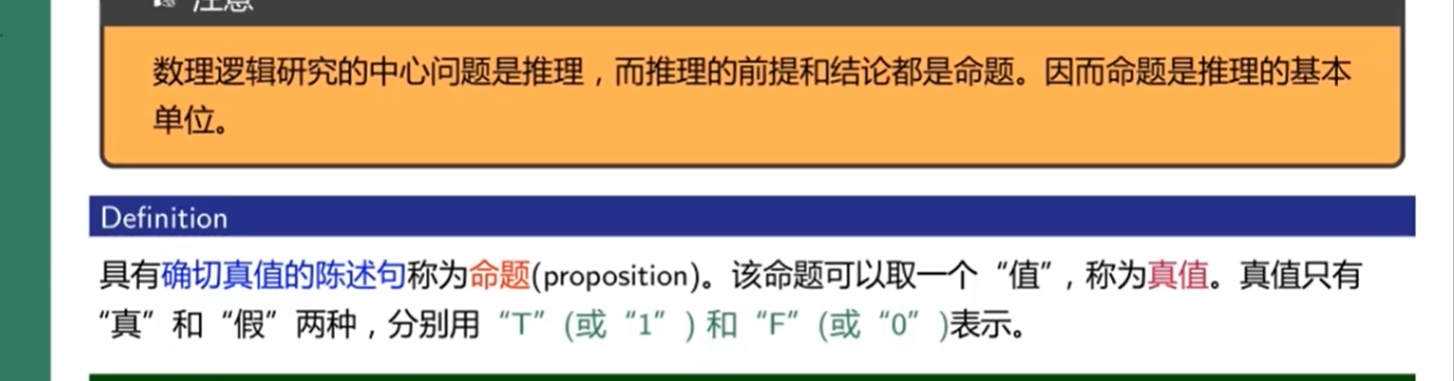 注意
数理逻辑研究的中心问题是推理，而推理的前提和结论都是命题。因而命题是推理的基本
单位。
Definition
具有确切真值的陈述句称为命题(proposition)。该命题可以取一个“值”，称为真值。真值只有
“真”和“假”两种，分别用“T”(或“1”) 和“F”(或“0”)表示。